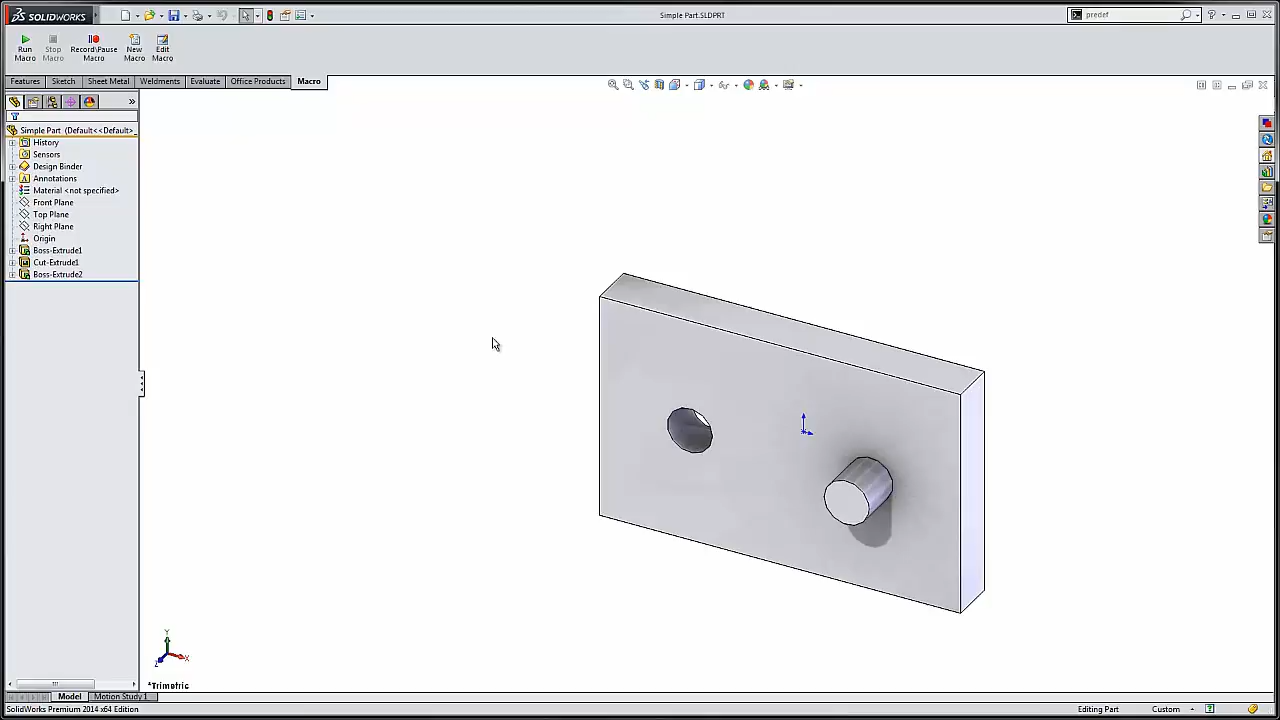 SOLIDWORKS
Simple Part.SLDPRT
predef
Run Macro
Stop Macro
Record\Pause Macro
New Macro
Edit Macro
Features Sketch Sheet Metal Weldments Evaluate Office Products Macro
Simple Part (Default<<Default>_
History
Sensors
Design Binder
Annotations
Material <not specified>
Front Plane
Top Plane
Right Plane
Origin
Boss-Extrude1
Cut-Extrude1
Boss-Extrude2
Y
Z X
*Trimetric
Model Motion Study 1
SolidWorks Premium 2014 x64 Edition Editing Part Custom